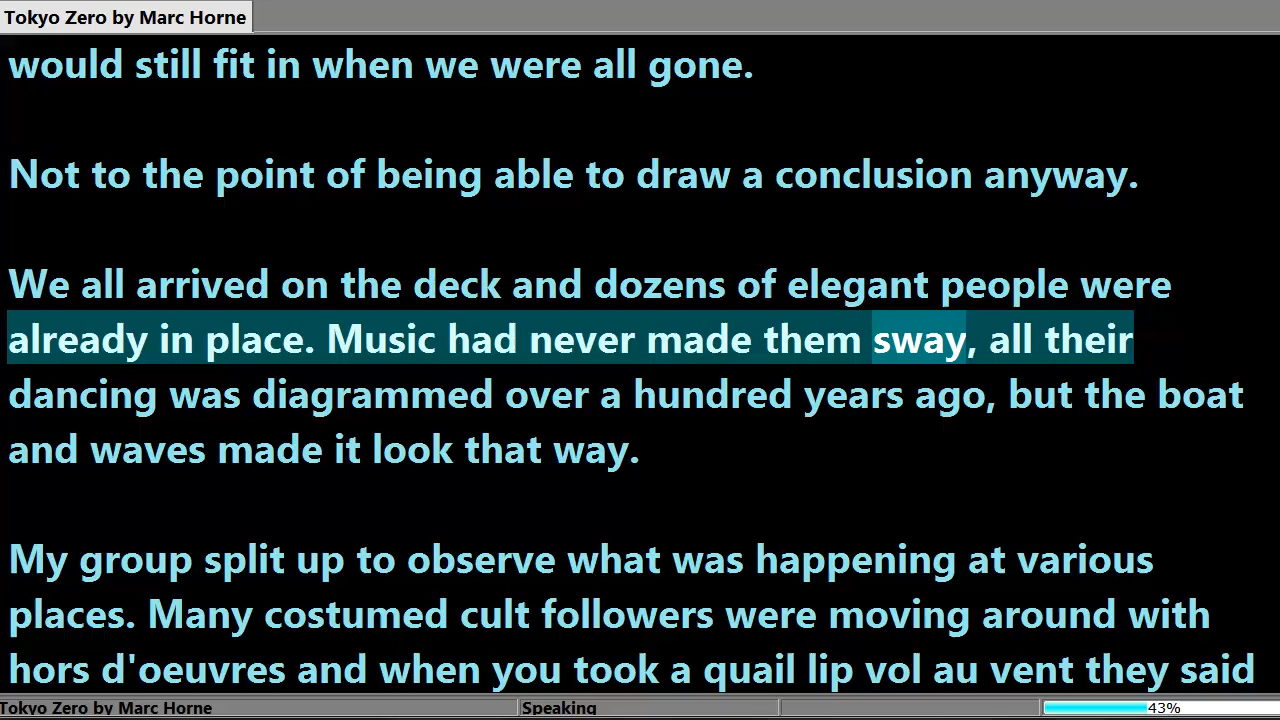 Tokyo Zero by Marc Horne
would still fit in when we were all gone.
Not to the point of being able to draw a conclusion anyway.
We all arrived on the deck and dozens of elegant people were
already in place. Music had never made them sway, all their
dancing was diagrammed over a hundred years ago, but the boat
and waves made it look that way.
My group split up to observe what was happening at various
places. Many costumed cult followers were moving around with
hors d'oeuvres and when you took a quail lip vol au vent they said
Tokyo Zero by Marc Horne Speaking 43%